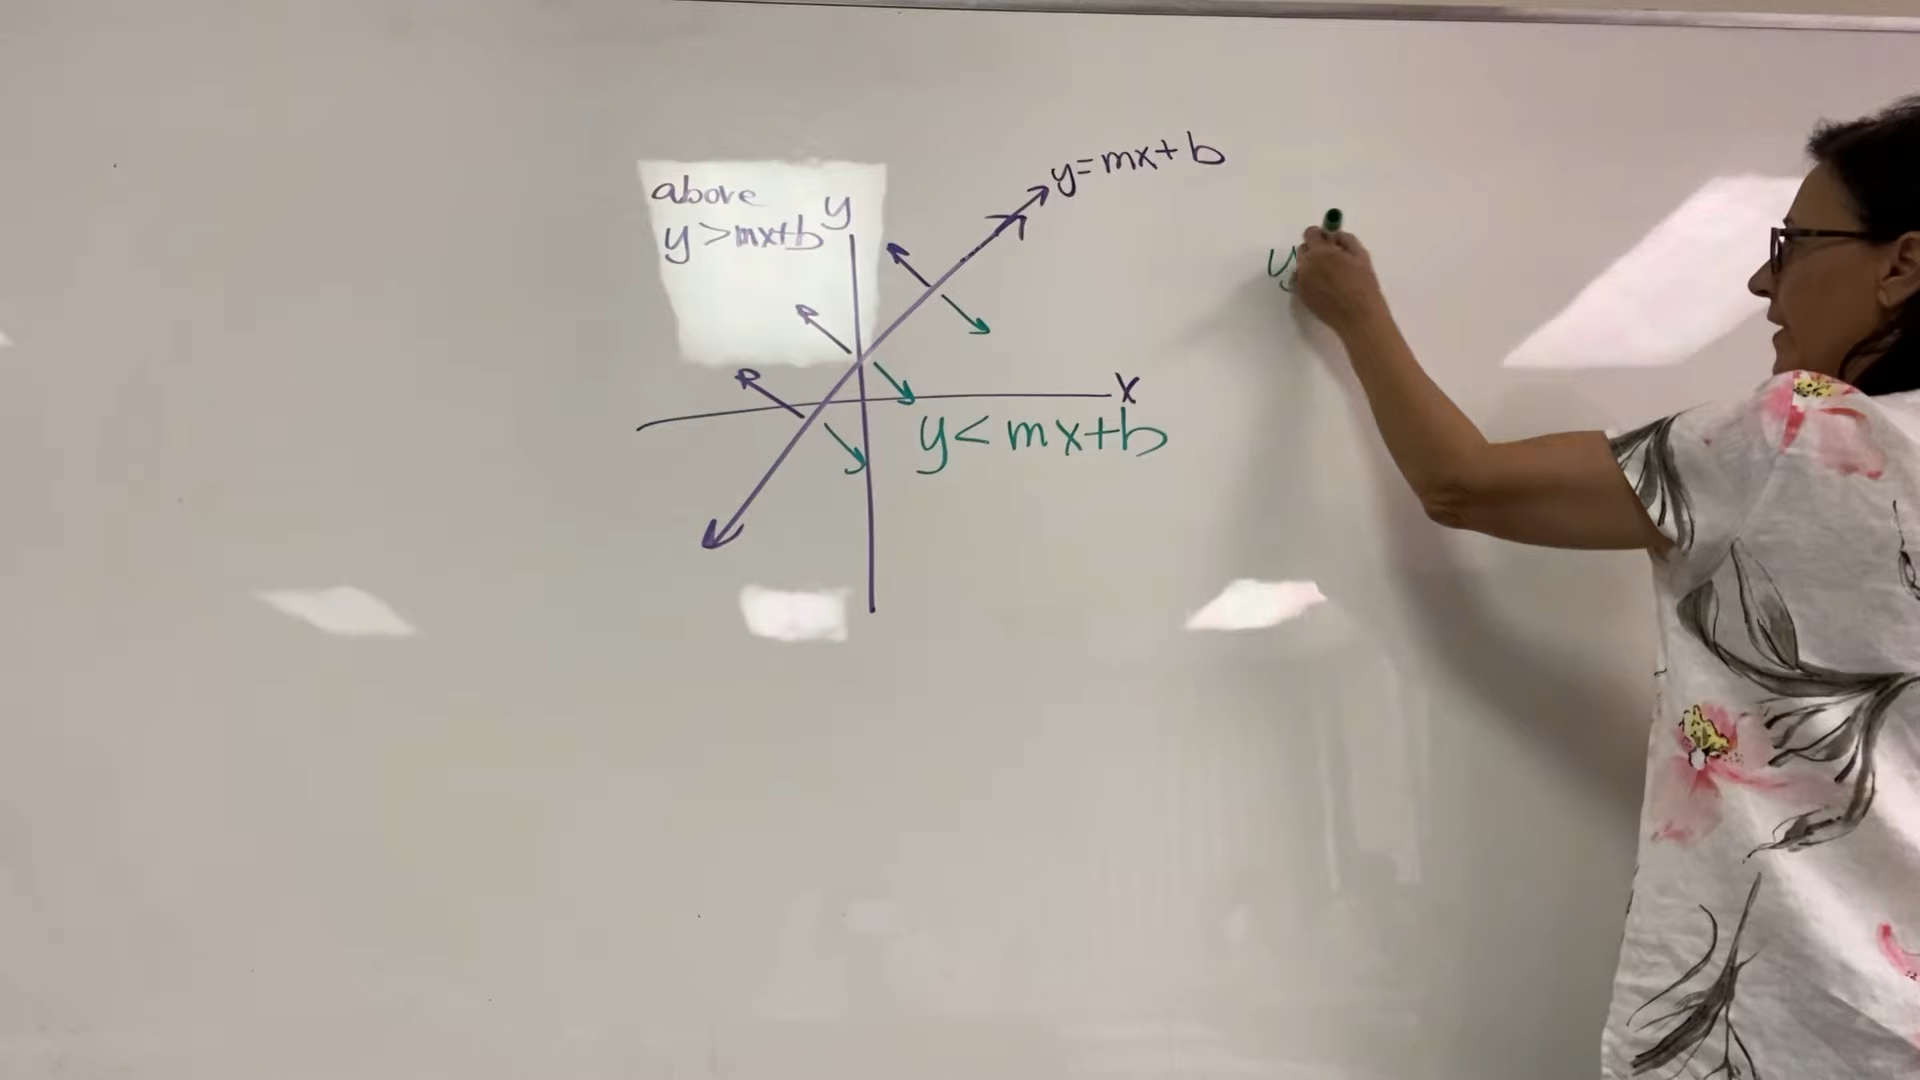 above
y > mx+b
y
y = mx + b
x
y < mx + b
y